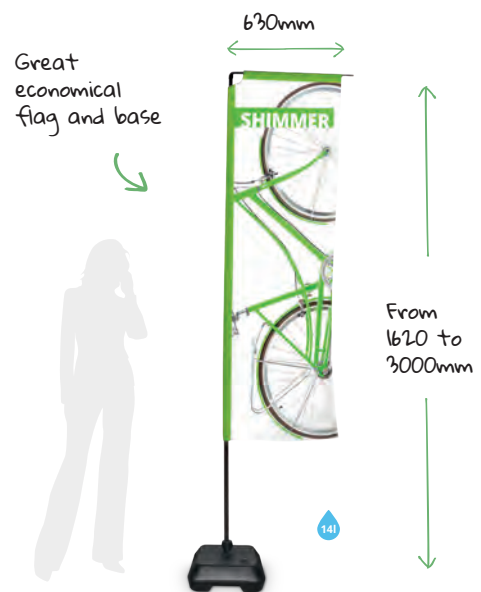 630mm
Great
economical
flag and base
SHIMMER
From
1620 to
3000mm
14l